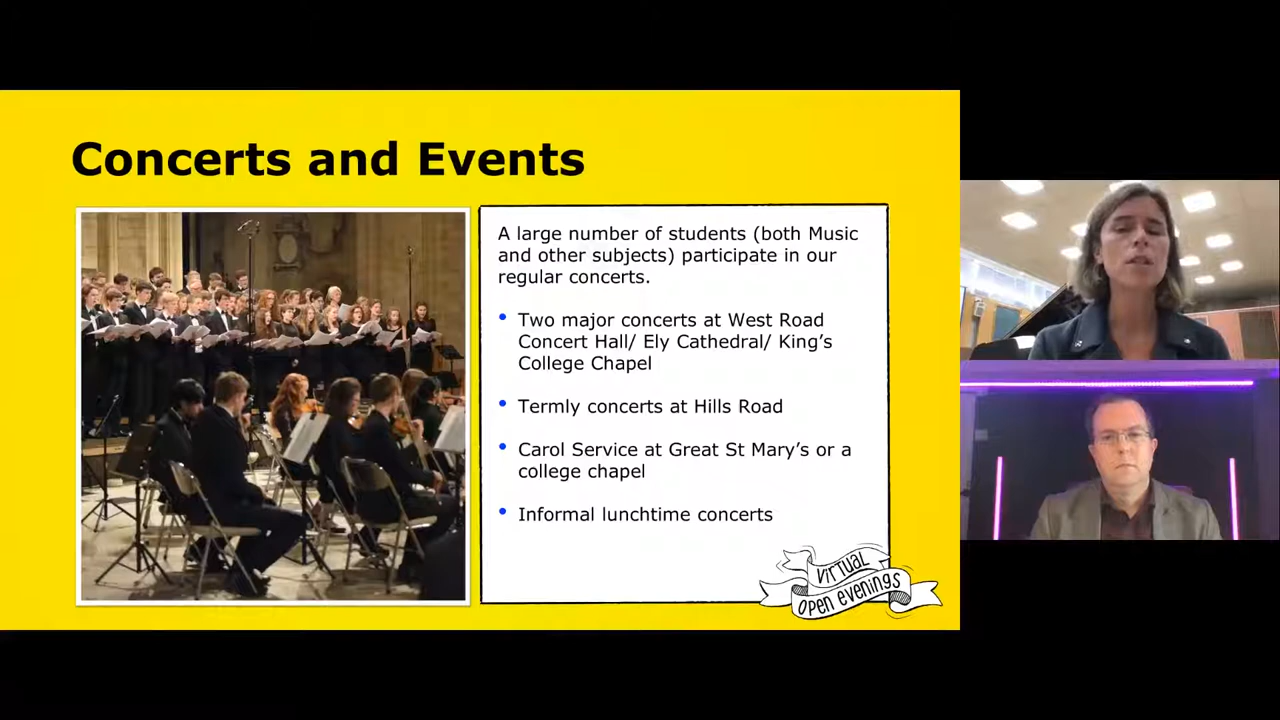 Concerts and Events
A large number of students (both Music
and other subjects) participate in our
regular concerts.
• Two major concerts at West Road
Concert Hall/ Ely Cathedral/ King’s
College Chapel
• Termly concerts at Hills Road
• Carol Service at Great St Mary’s or a
college chapel
• Informal lunchtime concerts
VIRTUAL
OPEN EVENINGS